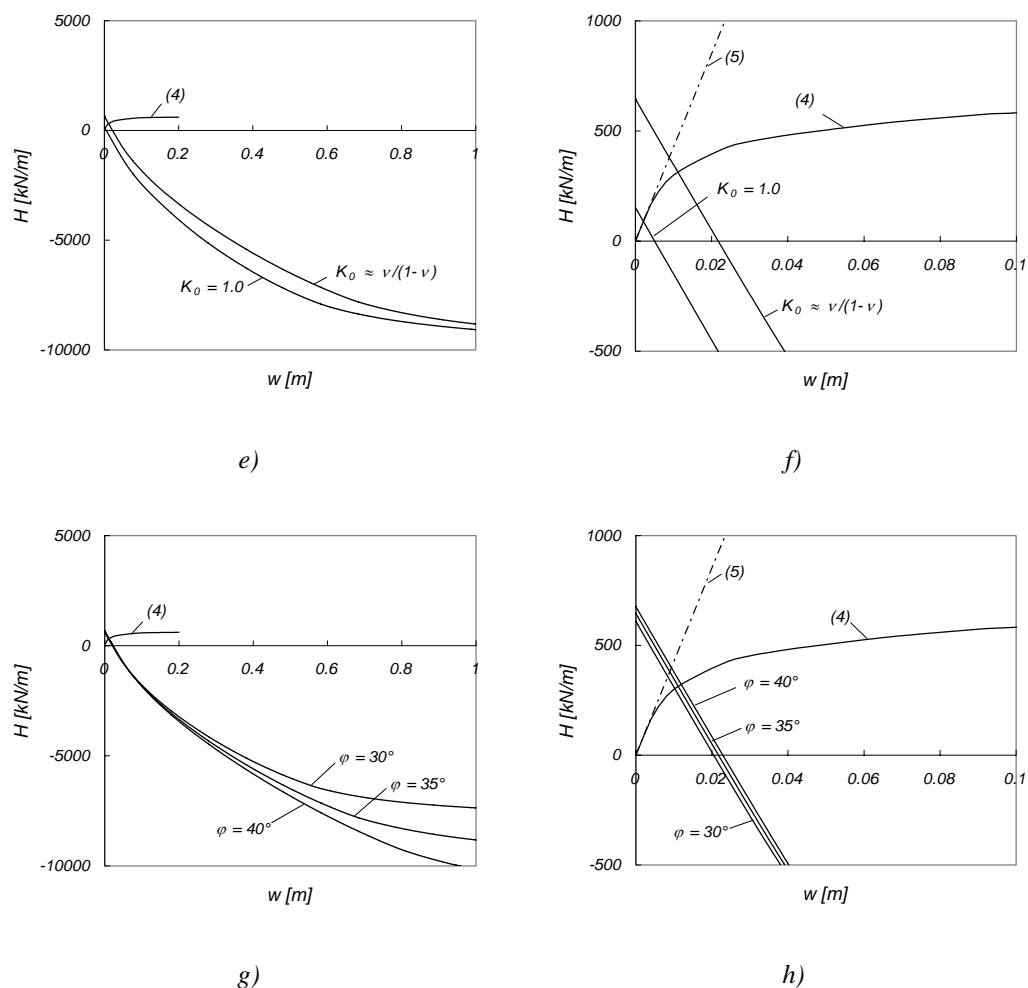 5000
(4)
0
0 0.2 0.4 0.6 0.8 1
H [kN/m]
-5000
K₀ ≈ ν/(1- ν)
K₀ = 1.0
-10000
w [m]
e)
1000
(5)
(4)
500
H [kN/m]
K₀ = 1.0
0
0 0.02 0.04 0.06 0.08 0.1
K₀ ≈ ν/(1- ν)
-500
w [m]
f)
5000
(4)
0
0 0.2 0.4 0.6 0.8 1
H [kN/m]
-5000
φ = 30°
φ = 35°
φ = 40°
-10000
w [m]
g)
1000
(5)
(4)
500
H [kN/m]
φ = 40°
φ = 35°
0
0 0.02 0.04 0.06 0.08 0.1
φ = 30°
-500
w [m]
h)